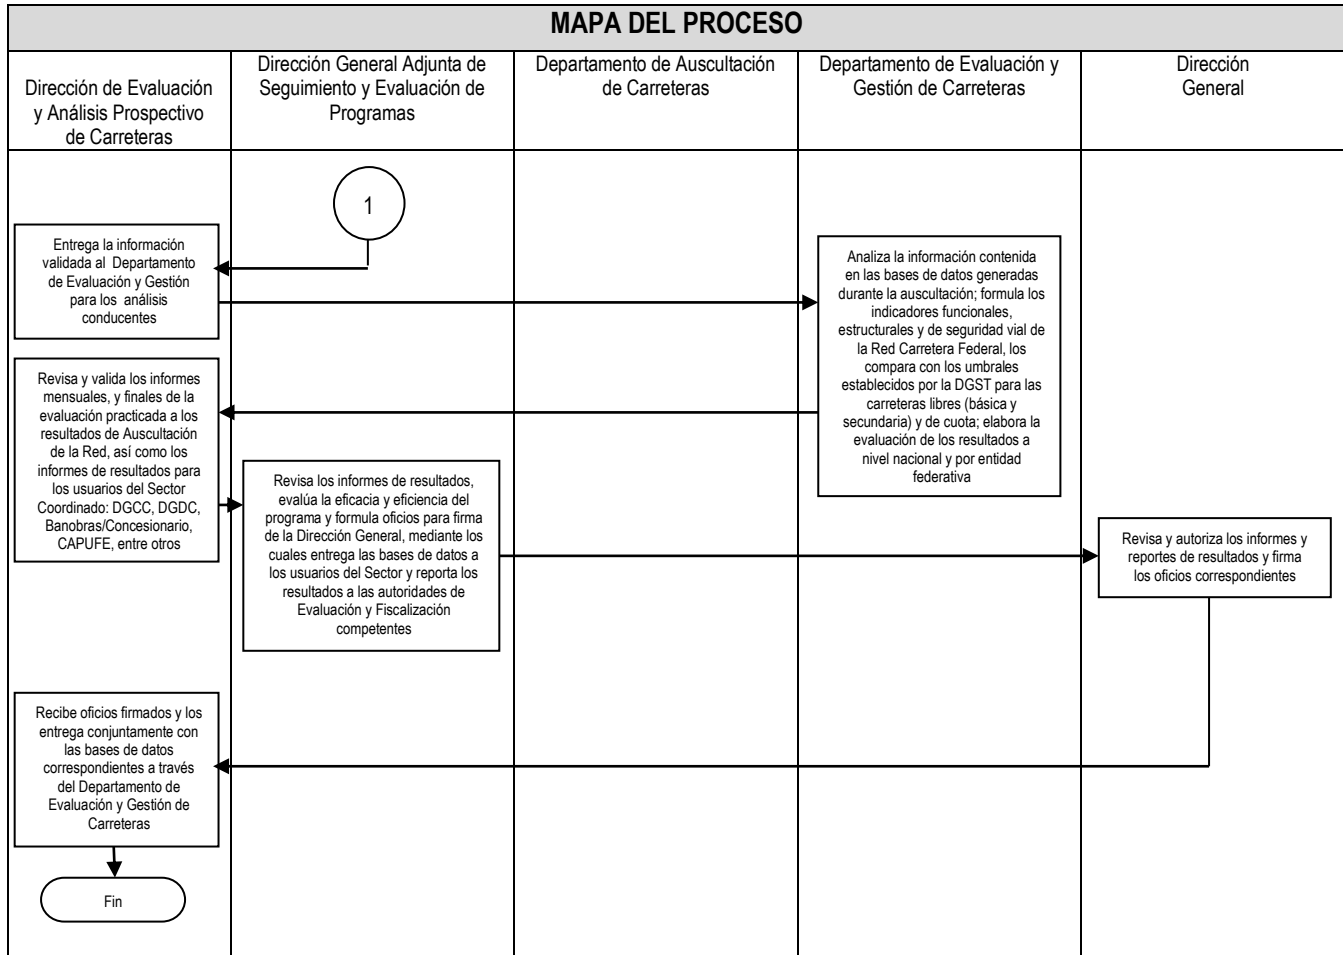 MAPA DEL PROCESO
Dirección de Evaluación
y Análisis Prospectivo
de Carreteras
Dirección General Adjunta de
Seguimiento y Evaluación de
Programas
Departamento de Auscultación
de Carreteras
Departamento de Evaluación y
Gestión de Carreteras
Dirección
General
1
Entrega la información
validada al Departamento
de Evaluación y Gestión
para los análisis
conducentes
Analiza la información contenida
en las bases de datos generadas
durante la auscultación; formula los
indicadores funcionales,
estructurales y de seguridad vial de
la Red Carretera Federal, los
compara con los umbrales
establecidos por la DGST para las
carreteras libres (básica y
secundaria) y de cuota; elabora la
evaluación de los resultados a
nivel nacional y por entidad
federativa
Revisa y valida los informes
mensuales, y finales de la
evaluación practicada a los
resultados de Auscultación
de la Red, así como los
informes de resultados para
los usuarios del Sector
Coordinado: DGCC, DGDC,
Banobras/Concesionario,
CAPUFE, entre otros
Revisa los informes de resultados,
evalúa la eficacia y eficiencia del
programa y formula oficios para firma
de la Dirección General, mediante los
cuales entrega las bases de datos a
los usuarios del Sector y reporta los
resultados a las autoridades de
Evaluación y Fiscalización
competentes
Revisa y autoriza los informes y
reportes de resultados y firma
los oficios correspondientes
Recibe oficios firmados y los
entrega conjuntamente con
las bases de datos
correspondientes a través
del Departamento de
Evaluación y Gestión de
Carreteras
Fin